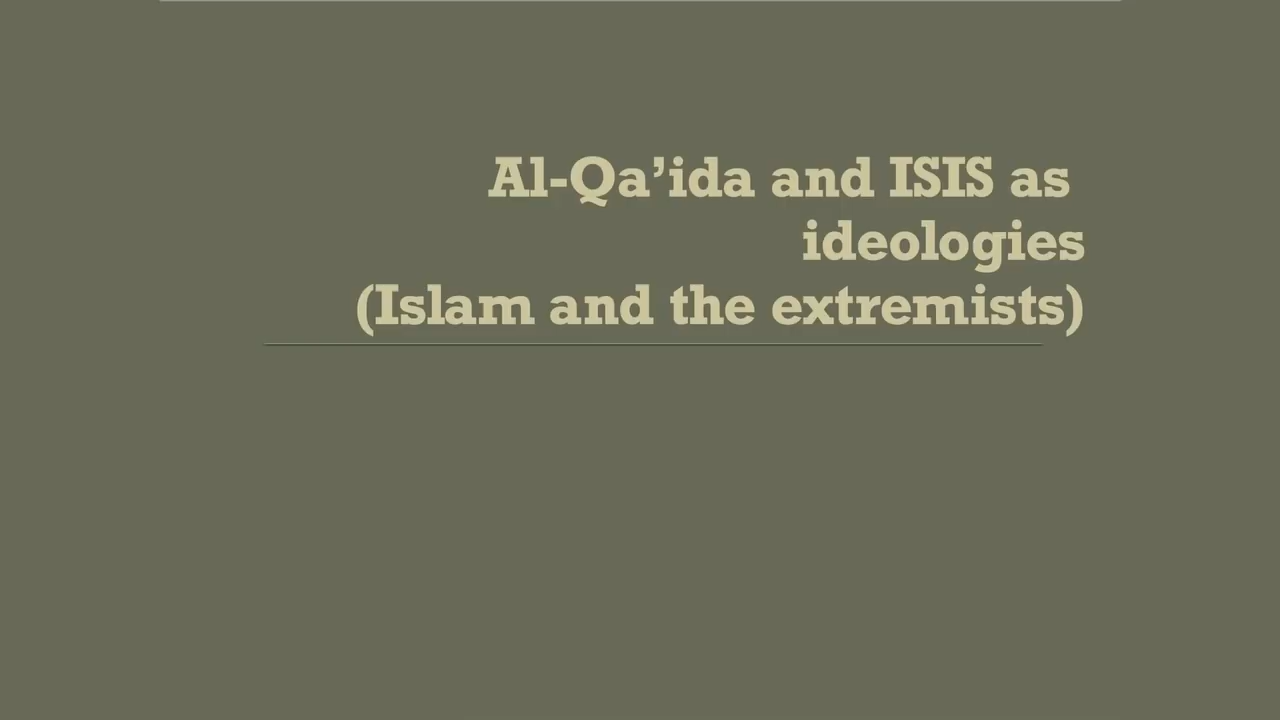 Al-Qa’ida and ISIS as
ideologies
(Islam and the extremists)